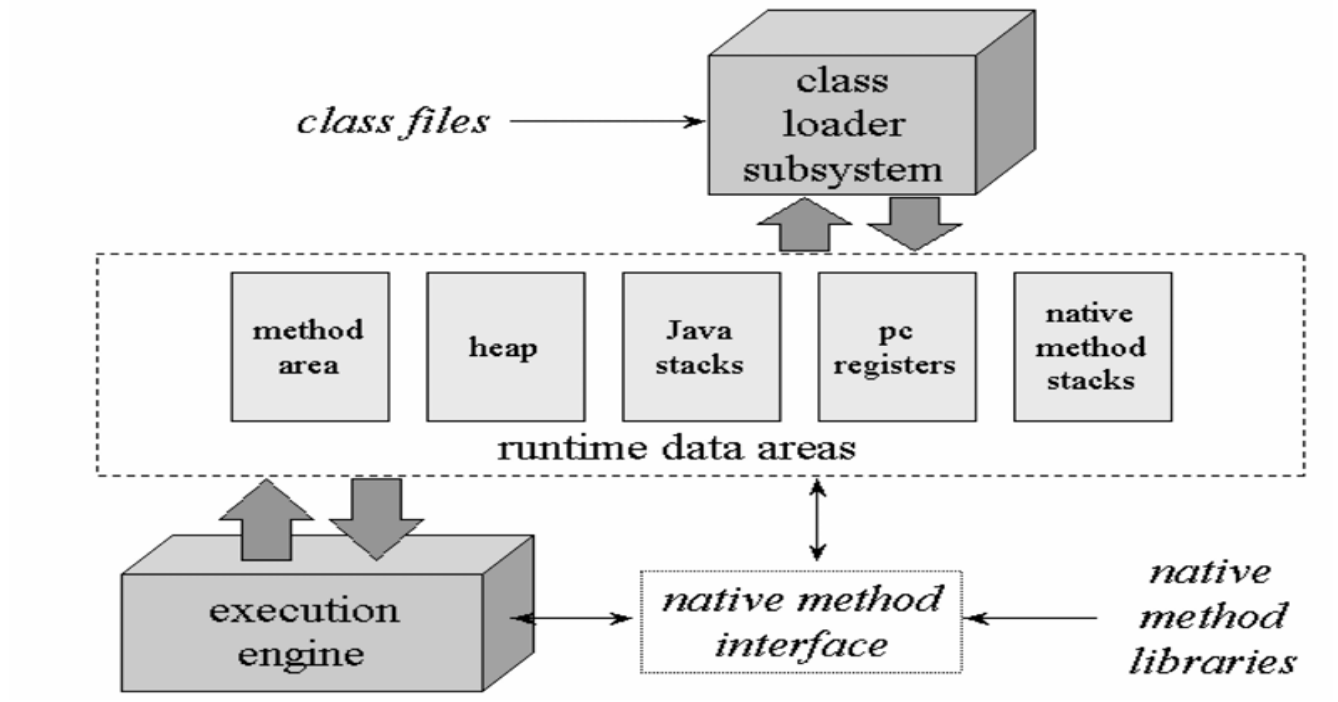 class
loader
subsystem
class files
method
area
heap
Java
stacks
pc
registers
native
method
stacks
runtime data areas
execution
engine
native method
interface
native
method
libraries